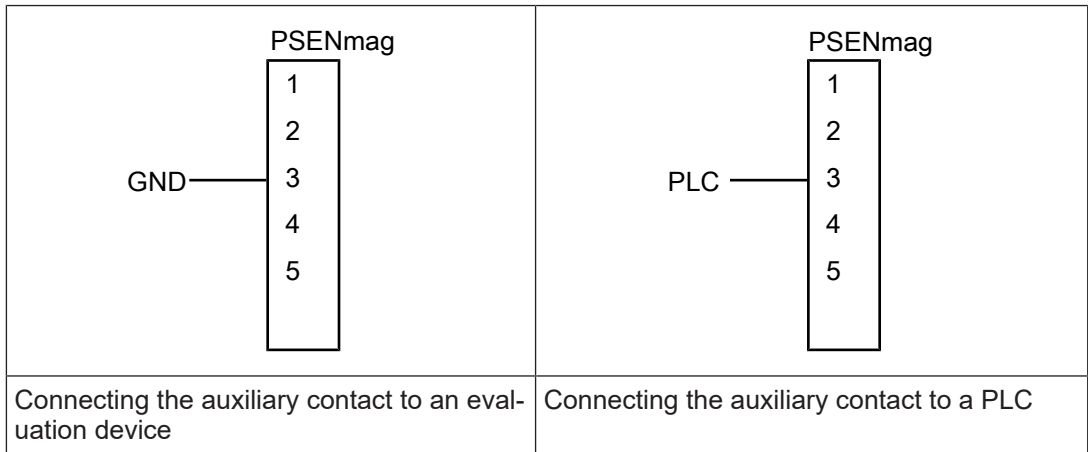 PSENmag
1
2
GND 3
4
5
PSENmag
1
2
PLC 3
4
5
Connecting the auxiliary contact to an eval-
uation device
Connecting the auxiliary contact to a PLC